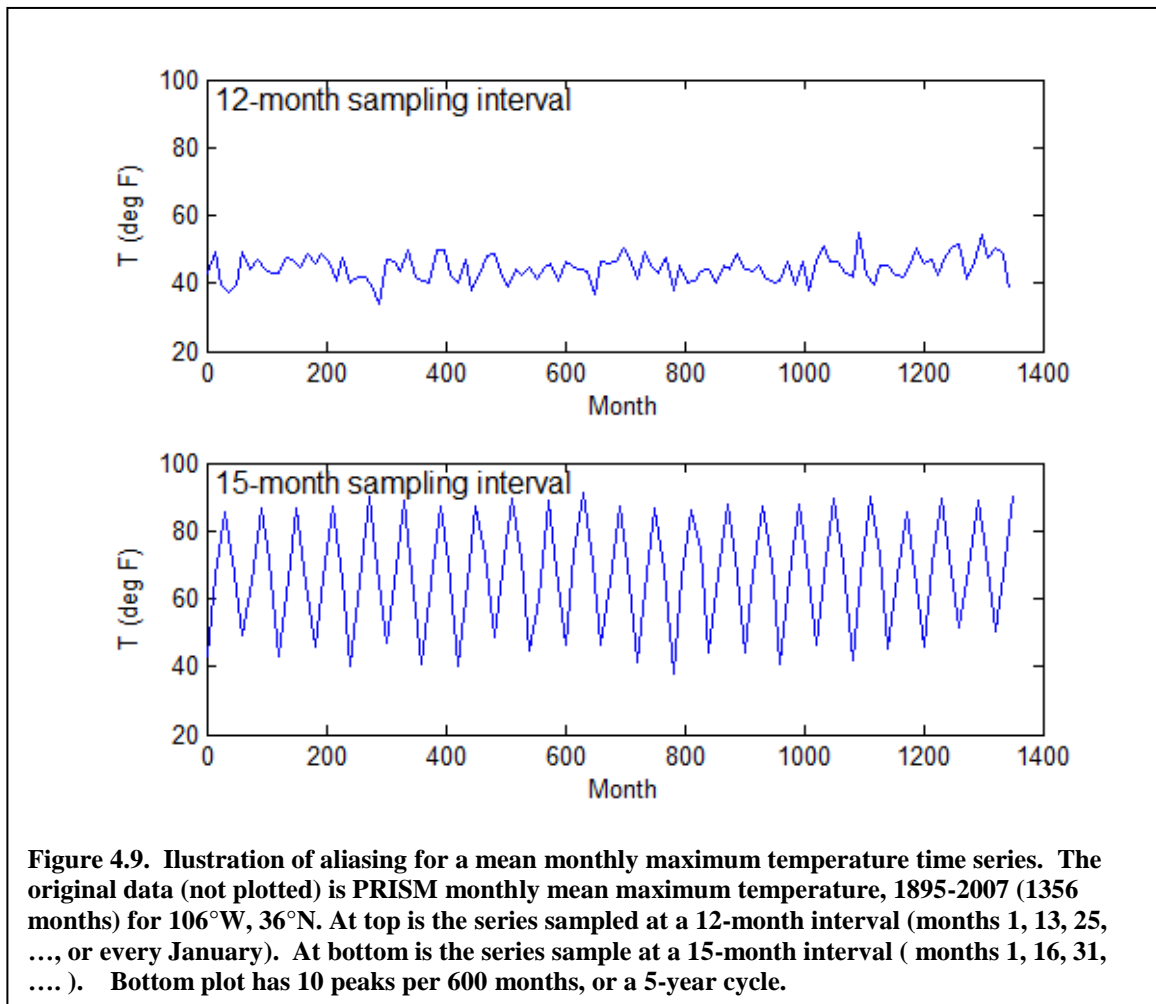 12-month sampling interval
100
80
60
40
20
T (deg F)
0 200 400 600 800 1000 1200 1400
Month
15-month sampling interval
100
80
60
40
20
T (deg F)
0 200 400 600 800 1000 1200 1400
Month
Figure 4.9. Ilustration of aliasing for a mean monthly maximum temperature time series. The
original data (not plotted) is PRISM monthly mean maximum temperature, 1895-2007 (1356
months) for 106°W, 36°N. At top is the series sampled at a 12-month interval (months 1, 13, 25,
…, or every January). At bottom is the series sample at a 15-month interval ( months 1, 16, 31,
…. ). Bottom plot has 10 peaks per 600 months, or a 5-year cycle.